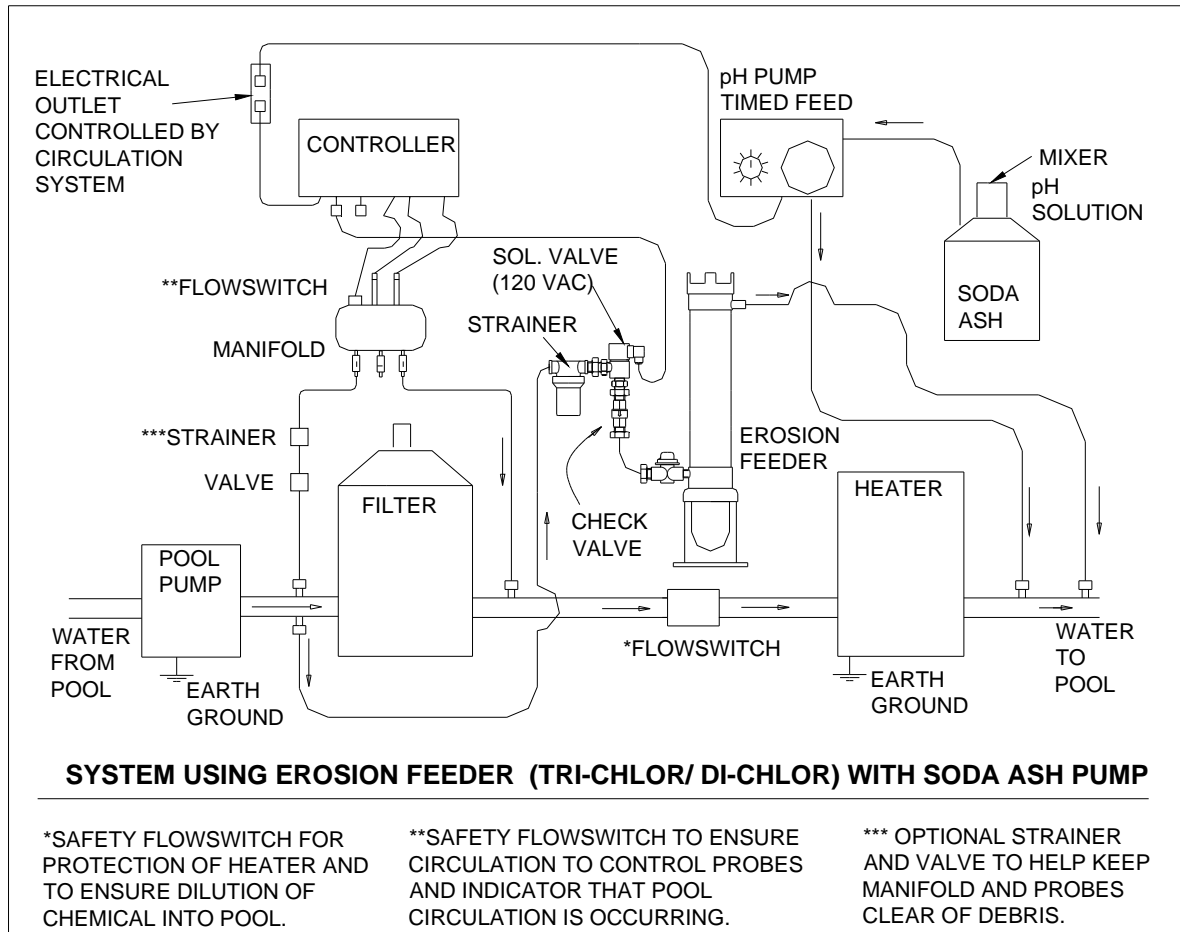 ELECTRICAL
OUTLET
CONTROLLED BY
CIRCULATION
SYSTEM
CONTROLLER
pH PUMP
TIMED FEED
MIXER
pH
SOLUTION
SODA
ASH
**FLOWSWITCH
MANIFOLD
SOL. VALVE
(120 VAC)
STRAINER
***STRAINER
VALVE
FILTER
CHECK
VALVE
EROSION
FEEDER
HEATER
POOL
PUMP
WATER
FROM
POOL
EARTH
GROUND
*FLOWSWITCH
EARTH
GROUND
WATER
TO
POOL
SYSTEM USING EROSION FEEDER (TRI-CHLOR/ DI-CHLOR) WITH SODA ASH PUMP
*SAFETY FLOWSWITCH FOR
PROTECTION OF HEATER AND
TO ENSURE DILUTION OF
CHEMICAL INTO POOL.
**SAFETY FLOWSWITCH TO ENSURE
CIRCULATION TO CONTROL PROBES
AND INDICATOR THAT POOL
CIRCULATION IS OCCURRING.
*** OPTIONAL STRAINER
AND VALVE TO HELP KEEP
MANIFOLD AND PROBES
CLEAR OF DEBRIS.